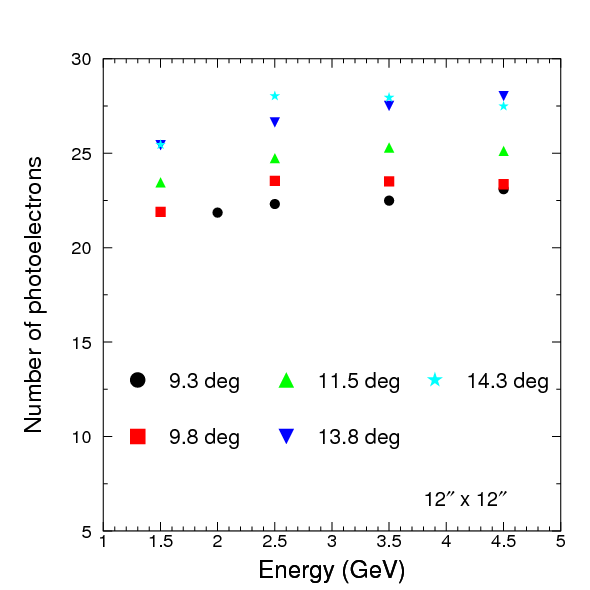 30
25
20
15
10
5
Number of photoelectrons
9.3 deg
11.5 deg
14.3 deg
9.8 deg
13.8 deg
12″ x 12″
1 1.5 2 2.5 3 3.5 4 4.5 5
Energy (GeV)